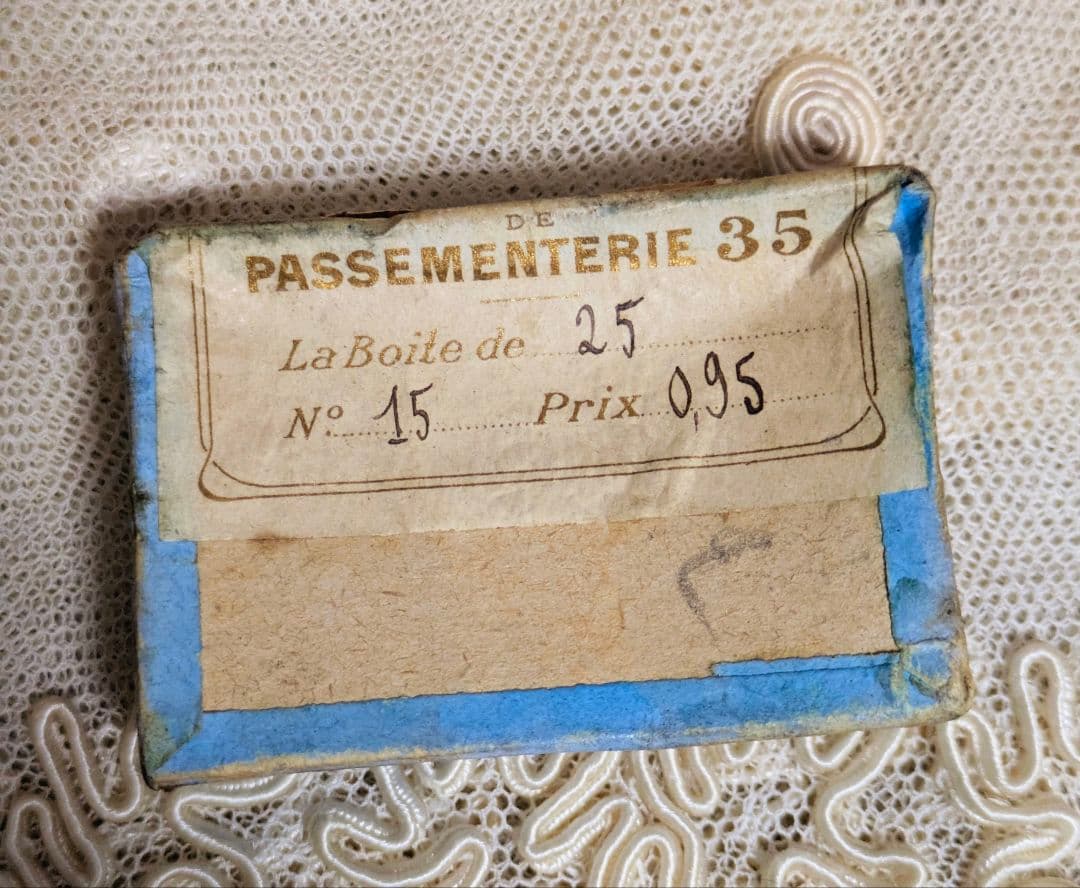 DE
PASSEMENTERIE 35
La Boite de 25
Nº 15 Prix 0,95